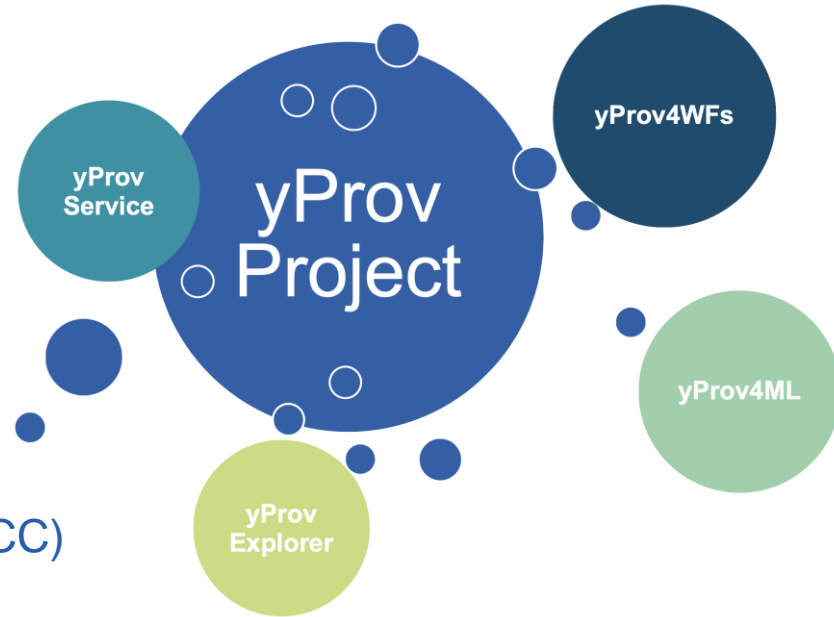 yProv4WFs
yProv
Service
yProv
Project
yProv4ML
CC)
yProv
Explorer